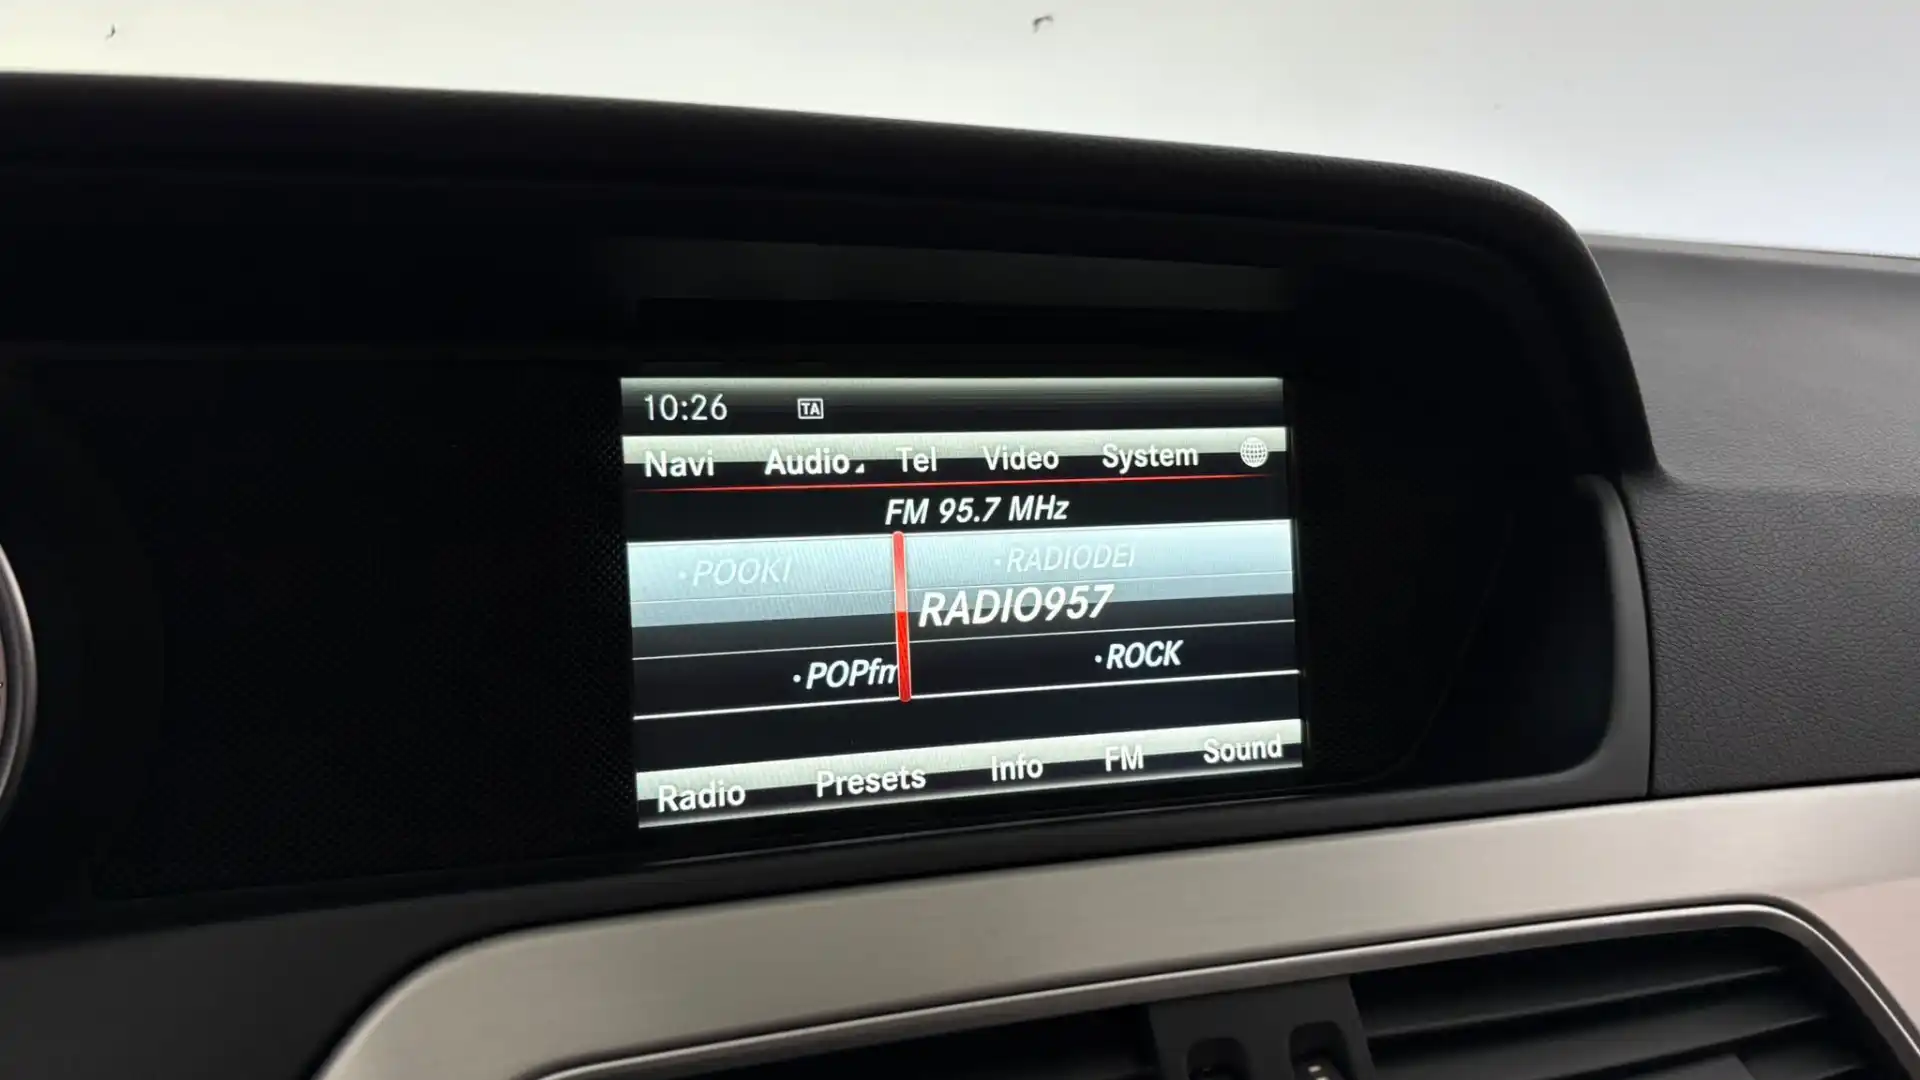 10:26 TA
Navi Audio Tel Video System
FM 95.7 MHz
·POOKI ·RADIODEI
RADIO957
·POPfm ·ROCK
Radio Presets Info FM Sound